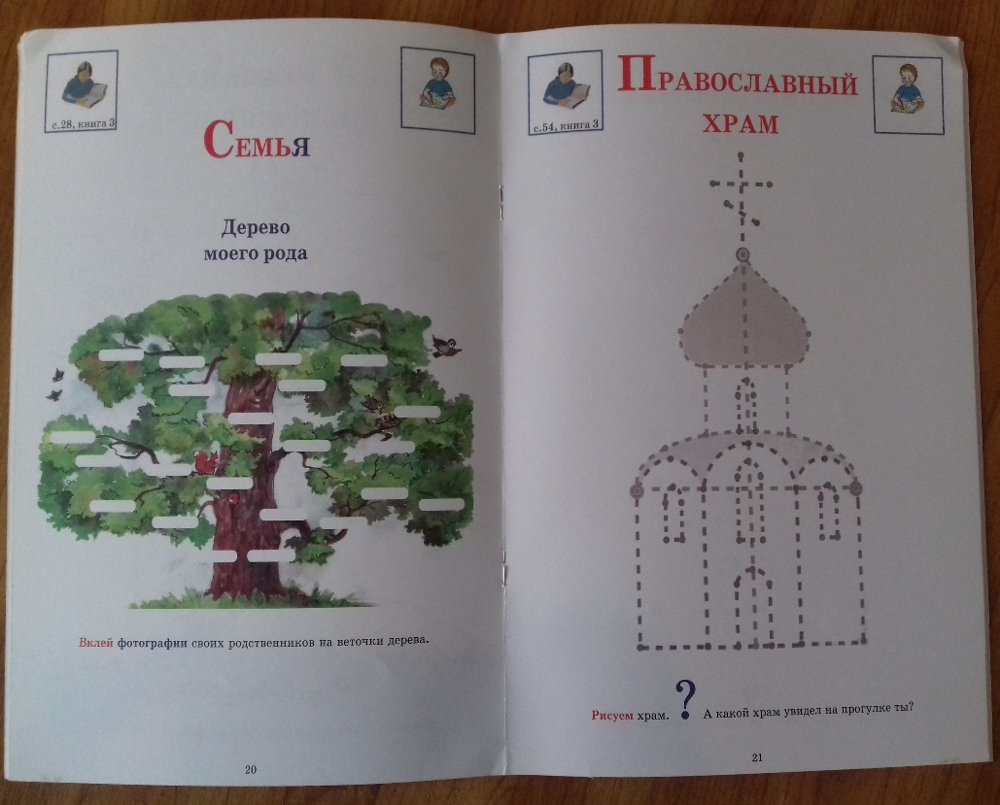 с.28, книга 3
Семья
Дерево
моего рода
Вклей фотографии своих родственников на веточки дерева.
20
с.54, книга 3
Православный
храм
Рисуем храм. ? А какой храм увидел на прогулке ты?
21